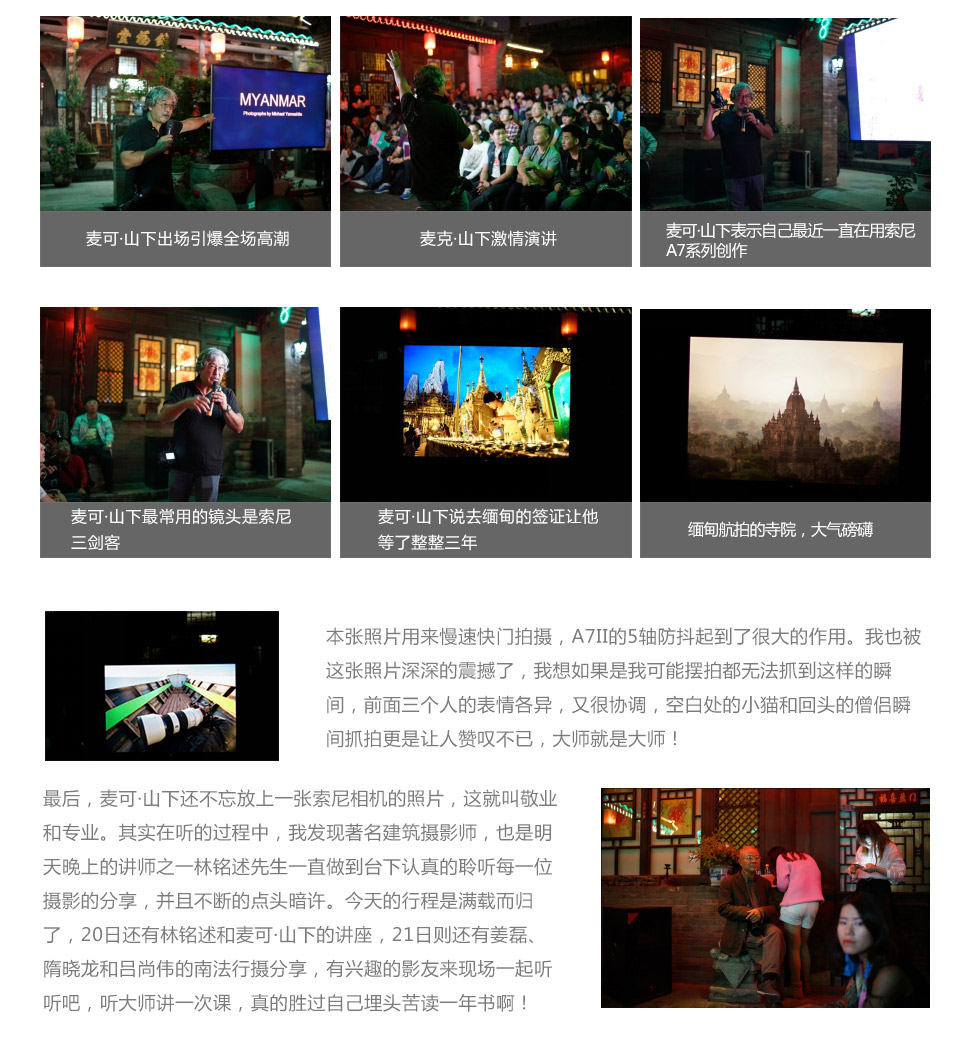 MYANMAR
Photographs by Michael Yamashita
麦可·山下出场引爆全场高潮
麦克·山下激情演讲
麦可·山下表示自己最近一直在用索尼
A7系列创作
麦可·山下最常用的镜头是索尼
三剑客
麦可·山下说去缅甸的签证让他
等了整整三年
缅甸航拍的寺院，大气磅礴
本张照片用来慢速快门拍摄，A7II的5轴防抖起到了很大的作用。我也被
这张照片深深的震撼了，我想如果是我可能摆拍都无法抓到这样的瞬
间，前面三个人的表情各异，又很协调，空白处的小猫和回头的僧侣瞬
间抓拍更是让人赞叹不已，大师就是大师！
最后，麦可·山下还不忘放上一张索尼相机的照片，这就叫敬业
和专业。其实在听的过程中，我发现著名建筑摄影师，也是明
天晚上的讲师之一林铭述先生一直做到台下认真的聆听每一位
摄影的分享，并且不断的点头暗许。今天的行程是满载而归
了，20日还有林铭述和麦可·山下的讲座，21日则还有姜磊、
隋晓龙和吕尚伟的南法行摄分享，有兴趣的影友来现场一起听
听吧，听大师讲一次课，真的胜过自己埋头苦读一年书啊！